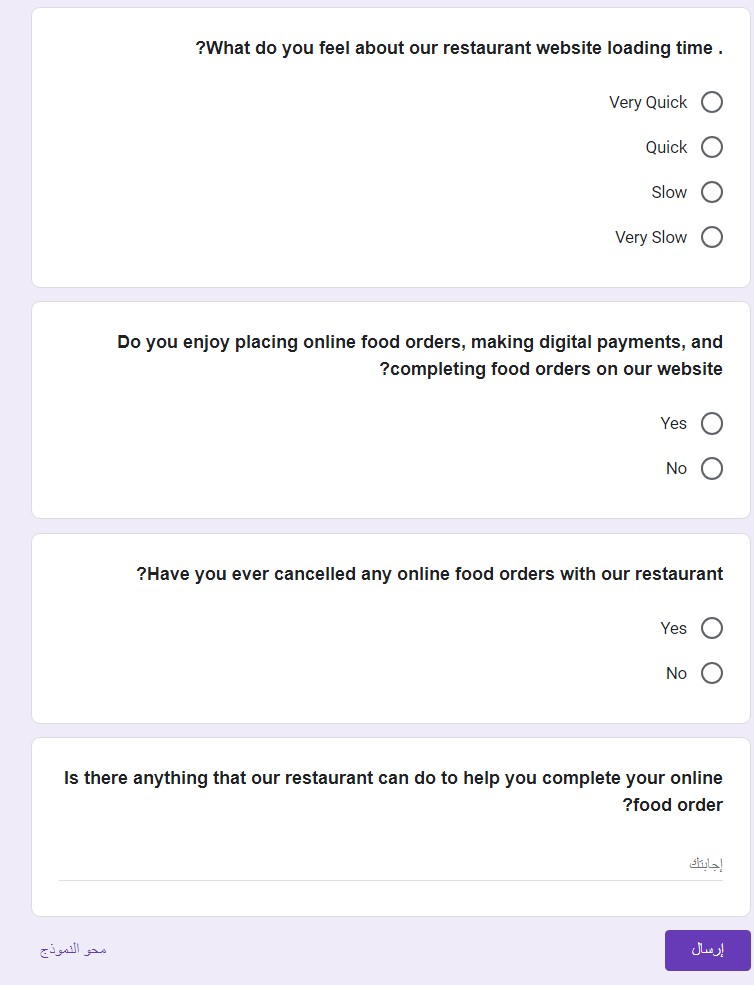 What do you feel about our restaurant website loading time .?
Very Quick
Quick
Slow
Very Slow
Do you enjoy placing online food orders, making digital payments, and
completing food orders on our website?
Yes
No
Have you ever cancelled any online food orders with our restaurant?
Yes
No
Is there anything that our restaurant can do to help you complete your online
food order?
إجابتك
إرسال
محو النموذج